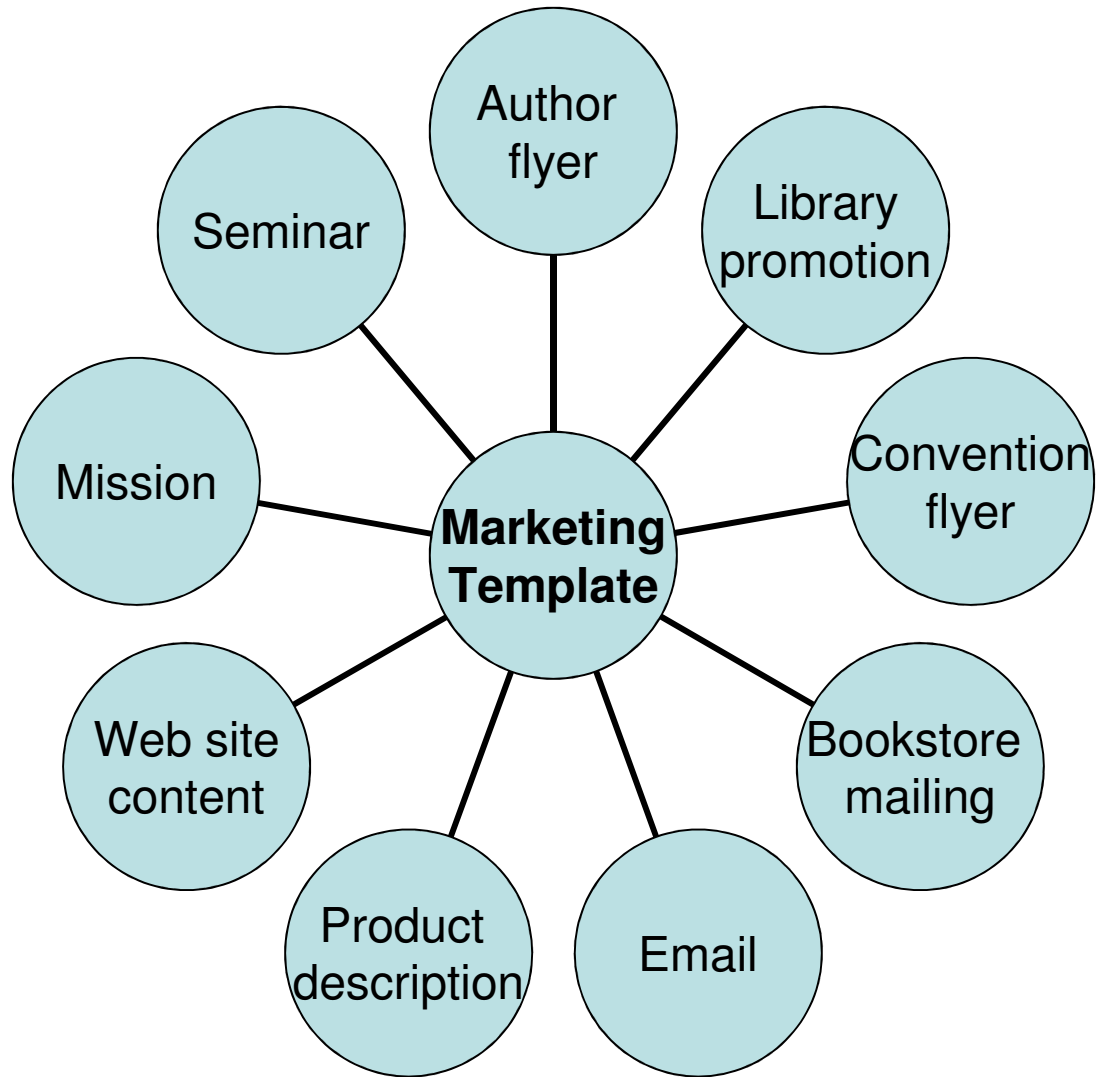 Author
flyer
Library
promotion
Convention
flyer
Bookstore
mailing
Email
Product
description
Web site
content
Mission
Seminar
Marketing
Template